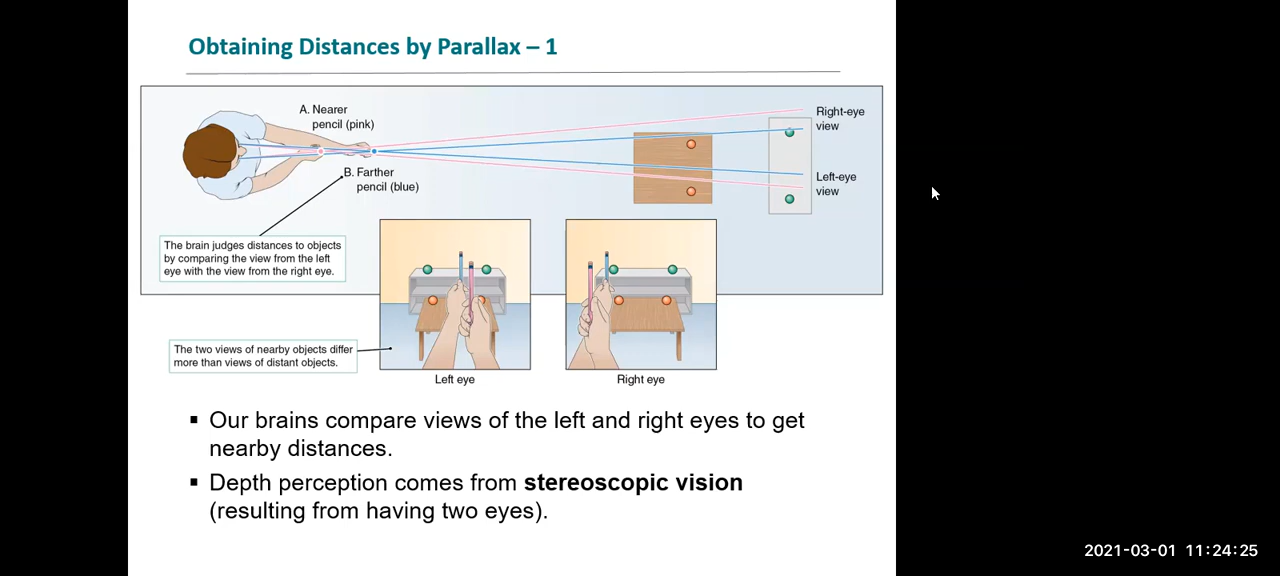 Obtaining Distances by Parallax – 1
A. Nearer
pencil (pink)
Right-eye
view
B. Farther
pencil (blue)
Left-eye
view
The brain judges distances to objects
by comparing the view from the left
eye with the view from the right eye.
The two views of nearby objects differ
more than views of distant objects.
Left eye
Right eye
▪ Our brains compare views of the left and right eyes to get
nearby distances.
▪ Depth perception comes from stereoscopic vision
(resulting from having two eyes).
2021-03-01 11:24:25